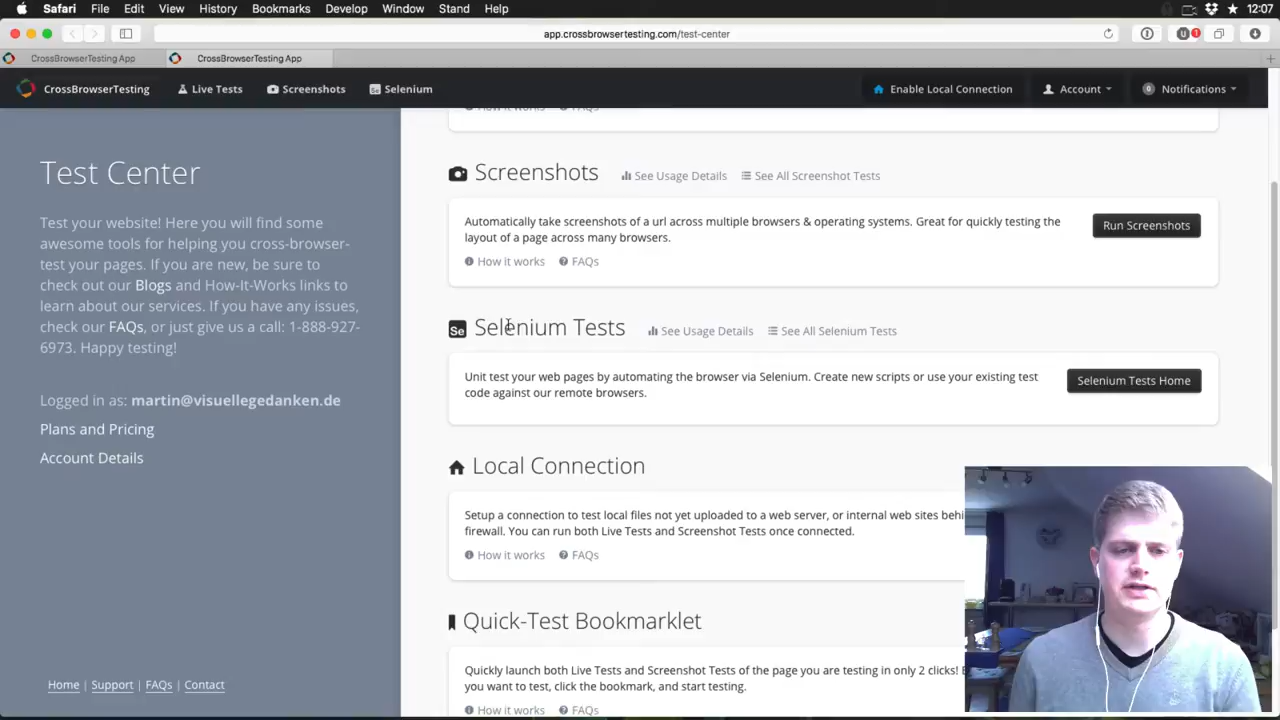 Safari File Edit View History Bookmarks Develop Window Stand Help 12:07
app.crossbrowsertesting.com/test-center
CrossBrowserTesting App CrossBrowserTesting App
CrossBrowserTesting Live Tests Screenshots Se Selenium Enable Local Connection Account 0 Notifications
Test Center
Test your website! Here you will find some
awesome tools for helping you cross-browser-
test your pages. If you are new, be sure to
check out our Blogs and How-It-Works links to
learn about our services. If you have any issues,
check our FAQs, or just give us a call: 1-888-927-
6973. Happy testing!
Logged in as: martin@visuellegedanken.de
Plans and Pricing
Account Details
Home | Support | FAQs | Contact
How it works FAQs
Screenshots See Usage Details See All Screenshot Tests
Automatically take screenshots of a url across multiple browsers & operating systems. Great for quickly testing the
layout of a page across many browsers.
Run Screenshots
How it works FAQs
Se Selenium Tests See Usage Details See All Selenium Tests
Unit test your web pages by automating the browser via Selenium. Create new scripts or use your existing test
code against our remote browsers.
Selenium Tests Home
Local Connection
Setup a connection to test local files not yet uploaded to a web server, or internal web sites behi
firewall. You can run both Live Tests and Screenshot Tests once connected.
How it works FAQs
Quick-Test Bookmarklet
Quickly launch both Live Tests and Screenshot Tests of the page you are testing in only 2 clicks!
you want to test, click the bookmark, and start testing.
How it works FAQs